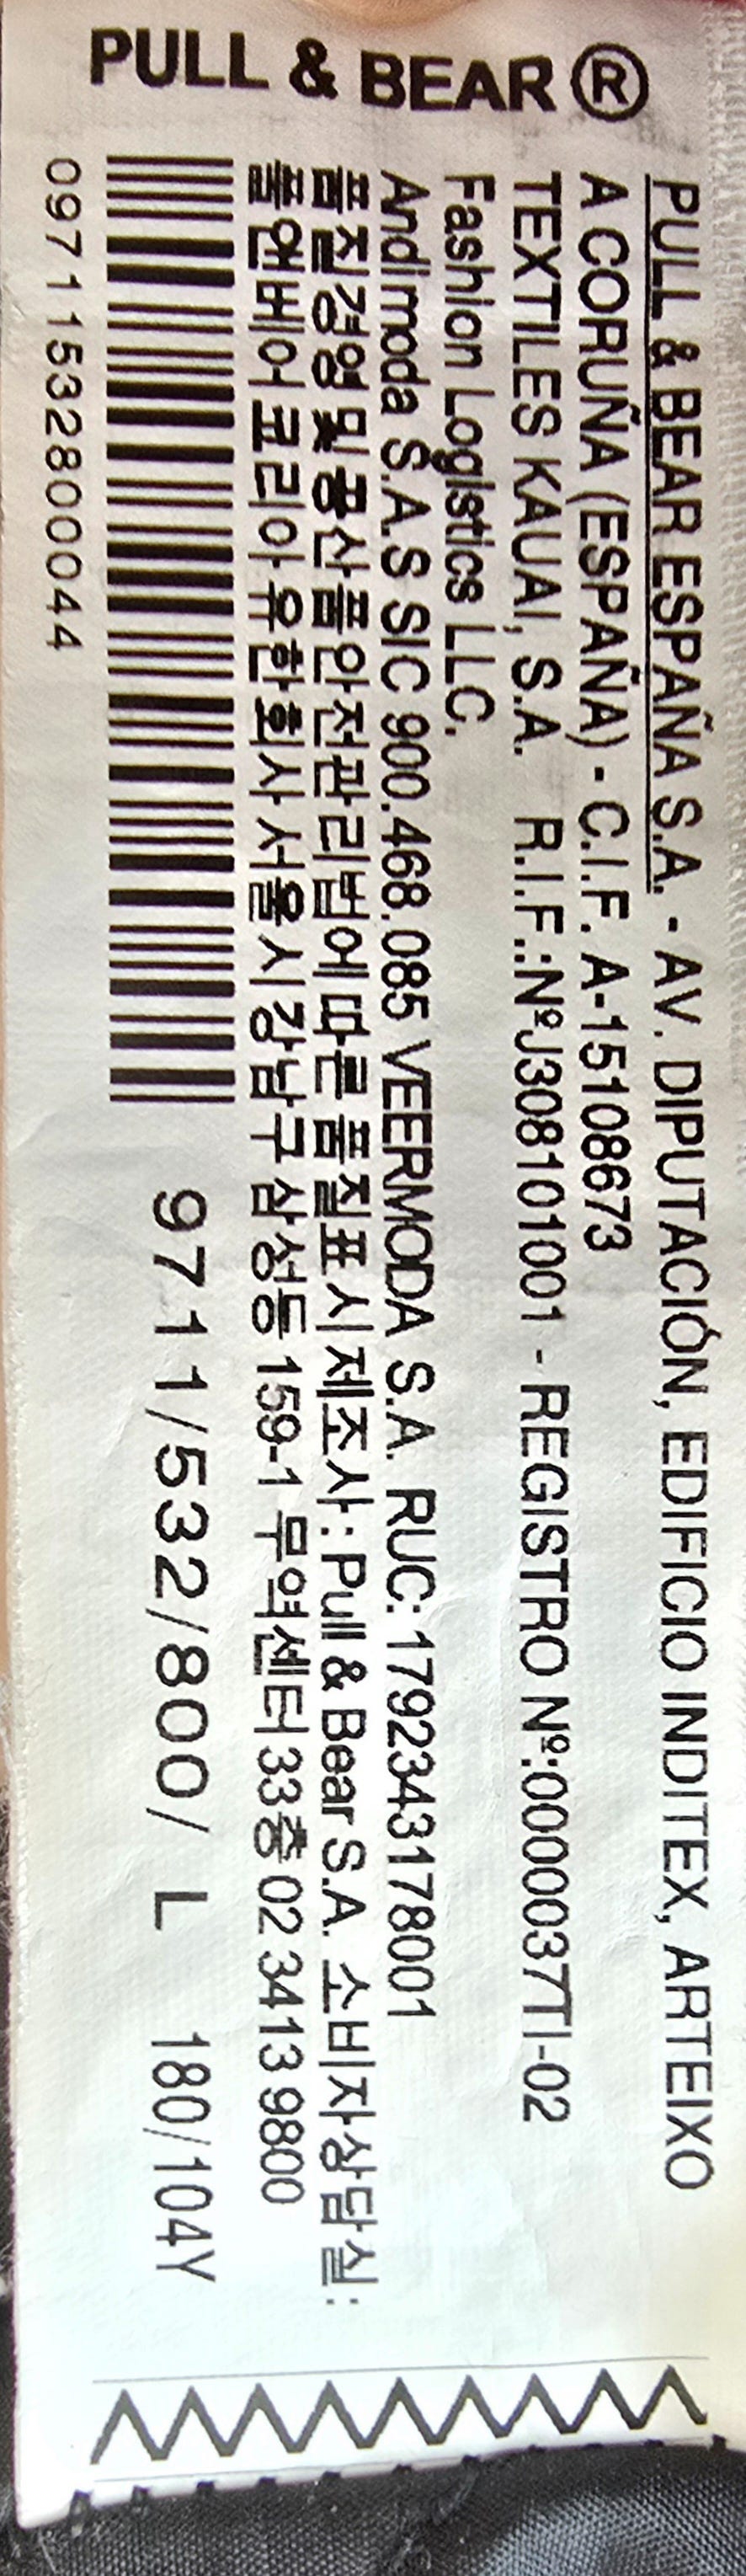 PULL & BEAR ®
PULL & BEAR ESPAÑA S.A. - AV. DIPUTACIÓN, EDIFICIO INDITEX, ARTEIXO
A CORUÑA (ESPAÑA) - C.I.F. A-15108673
TEXTILES KAUAI, S.A. R.I.F.:NºJ308101001 - REGISTRO Nº:0000037TI-02
Fashion Logistics LLC.
Andimoda S.A.S SIC 900.468.085 VEERMODA S.A. RUC: 1792343178001
품질경영 및 공산품안전관리법에 따른 품질표시 제조사: Pull & Bear S.A. 소비자상담실:
풀앤베어 코리아 유한회사 서울시 강남구 삼성동 159-1 무역센터 33층 02 3413 9800
9711/532/800/ L 180/104Y
09711532800044